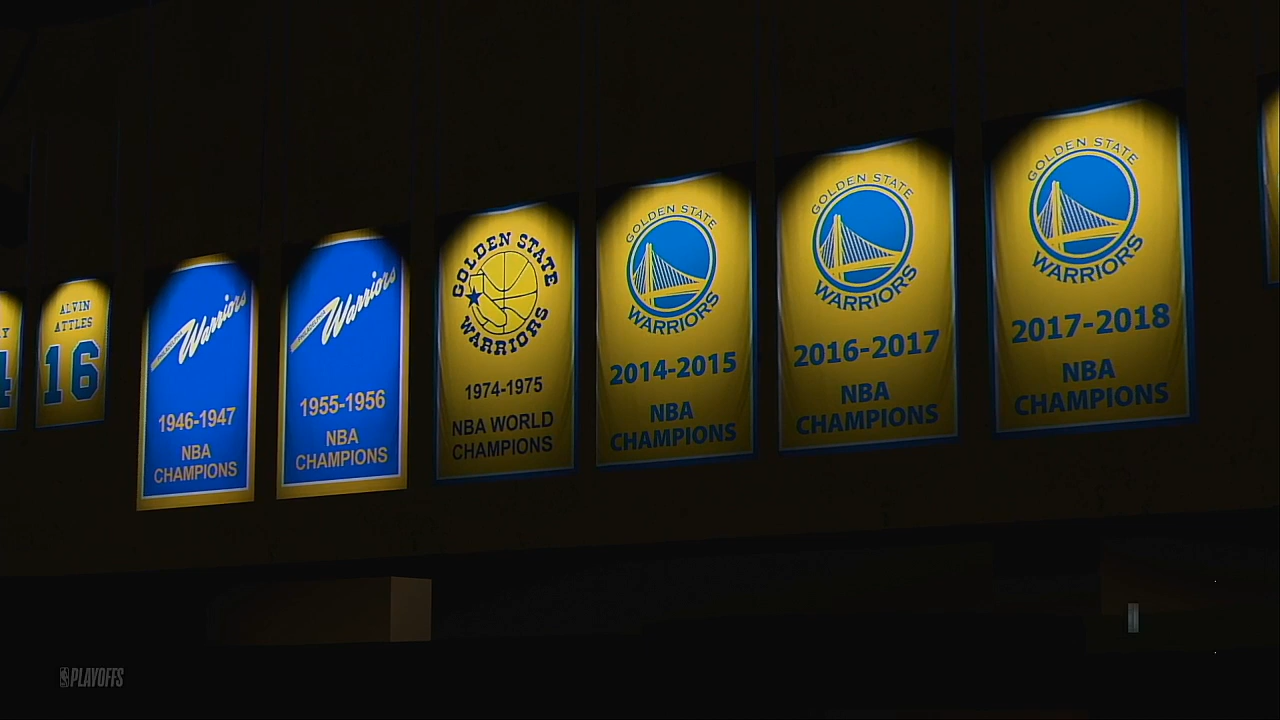 ALVIN
ATTLES
16
Warriors
1946-1947
NBA
CHAMPIONS
PHILADELPHIA
Warriors
1955-1956
NBA
CHAMPIONS
GOLDEN STATE
WARRIORS
1974-1975
NBA WORLD
CHAMPIONS
GOLDEN STATE
WARRIORS
2014-2015
NBA
CHAMPIONS
GOLDEN STATE
WARRIORS
2016-2017
NBA
CHAMPIONS
GOLDEN STATE
WARRIORS
2017-2018
NBA
CHAMPIONS
PLAYOFFS